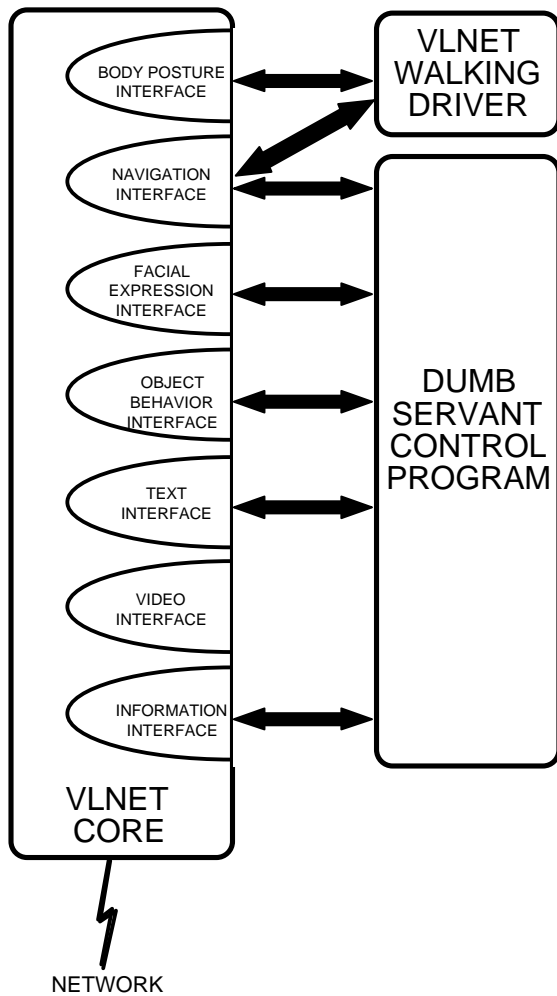 BODY POSTURE
INTERFACE
NAVIGATION
INTERFACE
FACIAL
EXPRESSION
INTERFACE
OBJECT
BEHAVIOR
INTERFACE
TEXT
INTERFACE
VIDEO
INTERFACE
INFORMATION
INTERFACE
VLNET
CORE
NETWORK
VLNET
WALKING
DRIVER
DUMB
SERVANT
CONTROL
PROGRAM